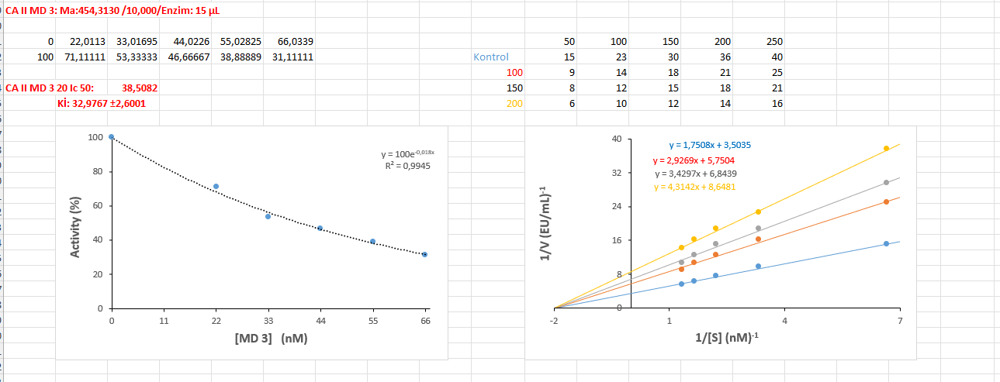 CA II MD 3: Ma:454,3130 /10,000/Enzim: 15 µL
0 22,0113 33,01695 44,0226 55,02825 66,0339
100 71,11111 53,33333 46,66667 38,88889 31,11111
CA II MD 3 20 Ic 50: 38,5082
Kİ: 32,9767 ±2,6001
50 100 150 200 250
Kontrol 15 23 30 36 40
100 9 14 18 21 25
150 8 12 15 18 21
200 6 10 12 14 16
y = 100e^-0,018x
R² = 0,9945
Activity (%)
100
80
60
40
20
0
0 11 22 33 44 55 66
[MD 3] (nM)
y = 1,7508x + 3,5035
y = 2,9269x + 5,7504
y = 3,4297x + 6,8439
y = 4,3142x + 8,6481
1/V (EU/mL)-1
40
32
24
16
8
0
-2 1 4 7
1/[S] (nM)-1